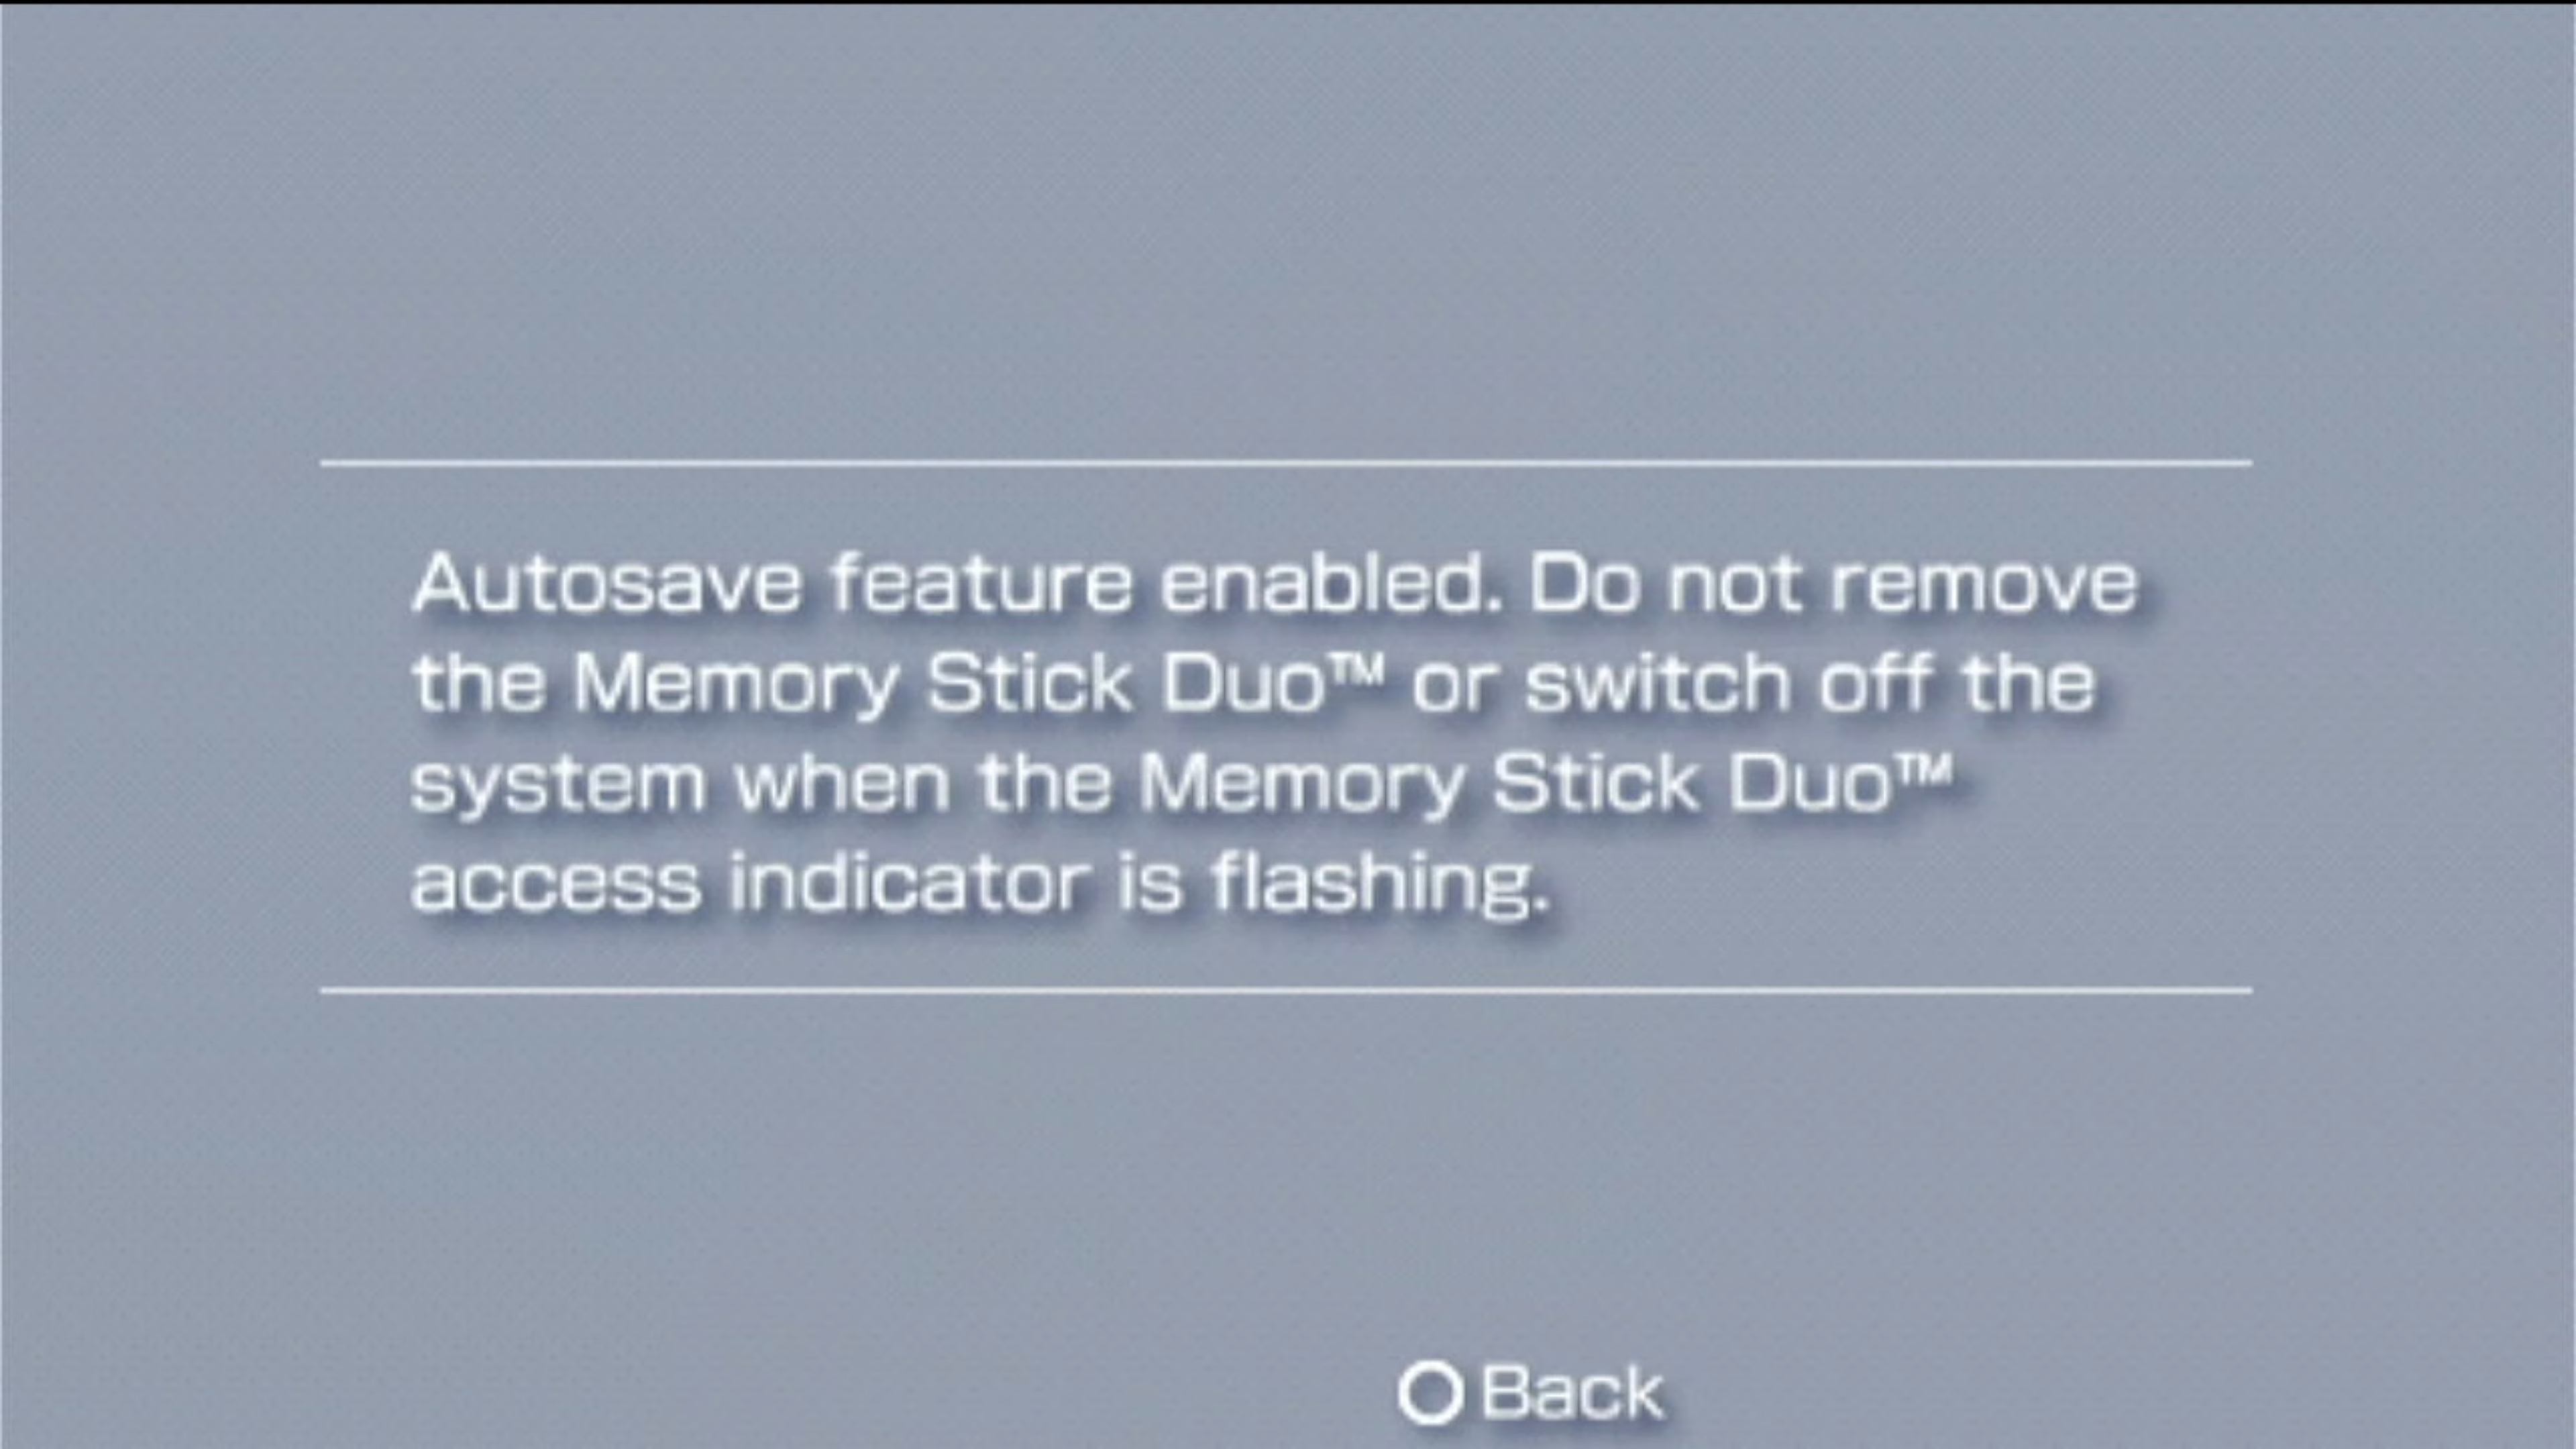 Autosave feature enabled. Do not remove
the Memory Stick Duo™ or switch off the
system when the Memory Stick Duo™
access indicator is flashing.
Back